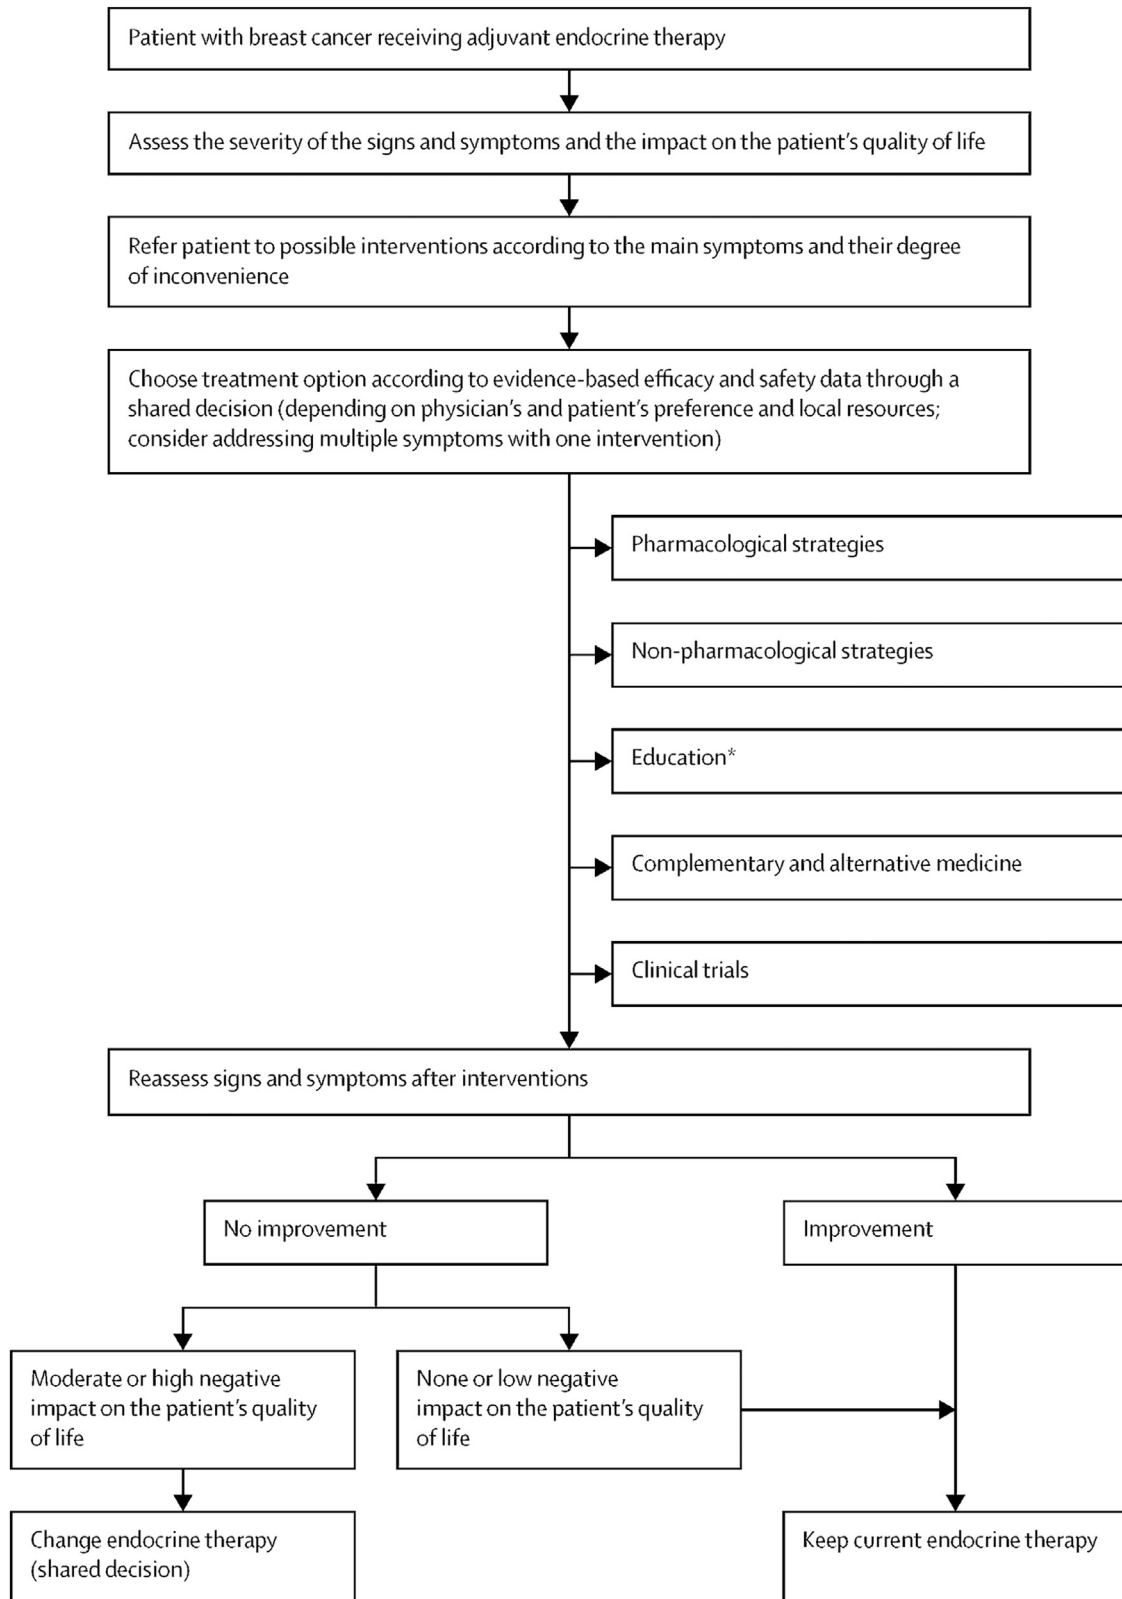 Patient with breast cancer receiving adjuvant endocrine therapy
Assess the severity of the signs and symptoms and the impact on the patient’s quality of life
Refer patient to possible interventions according to the main symptoms and their degree
of inconvenience
Choose treatment option according to evidence-based efficacy and safety data through a
shared decision (depending on physician’s and patient’s preference and local resources;
consider addressing multiple symptoms with one intervention)
Pharmacological strategies
Non-pharmacological strategies
Education*
Complementary and alternative medicine
Clinical trials
Reassess signs and symptoms after interventions
No improvement
Improvement
Moderate or high negative
impact on the patient’s quality
of life
None or low negative
impact on the patient’s quality
of life
Change endocrine therapy
(shared decision)
Keep current endocrine therapy